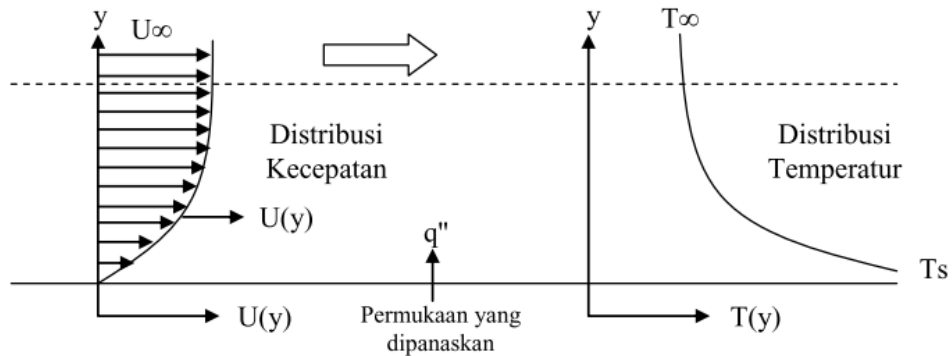 y
U∞
y
T∞
Distribusi
Kecepatan
Distribusi
Temperatur
U(y)
q"
Ts
U(y)
Permukaan yang
dipanaskan
T(y)